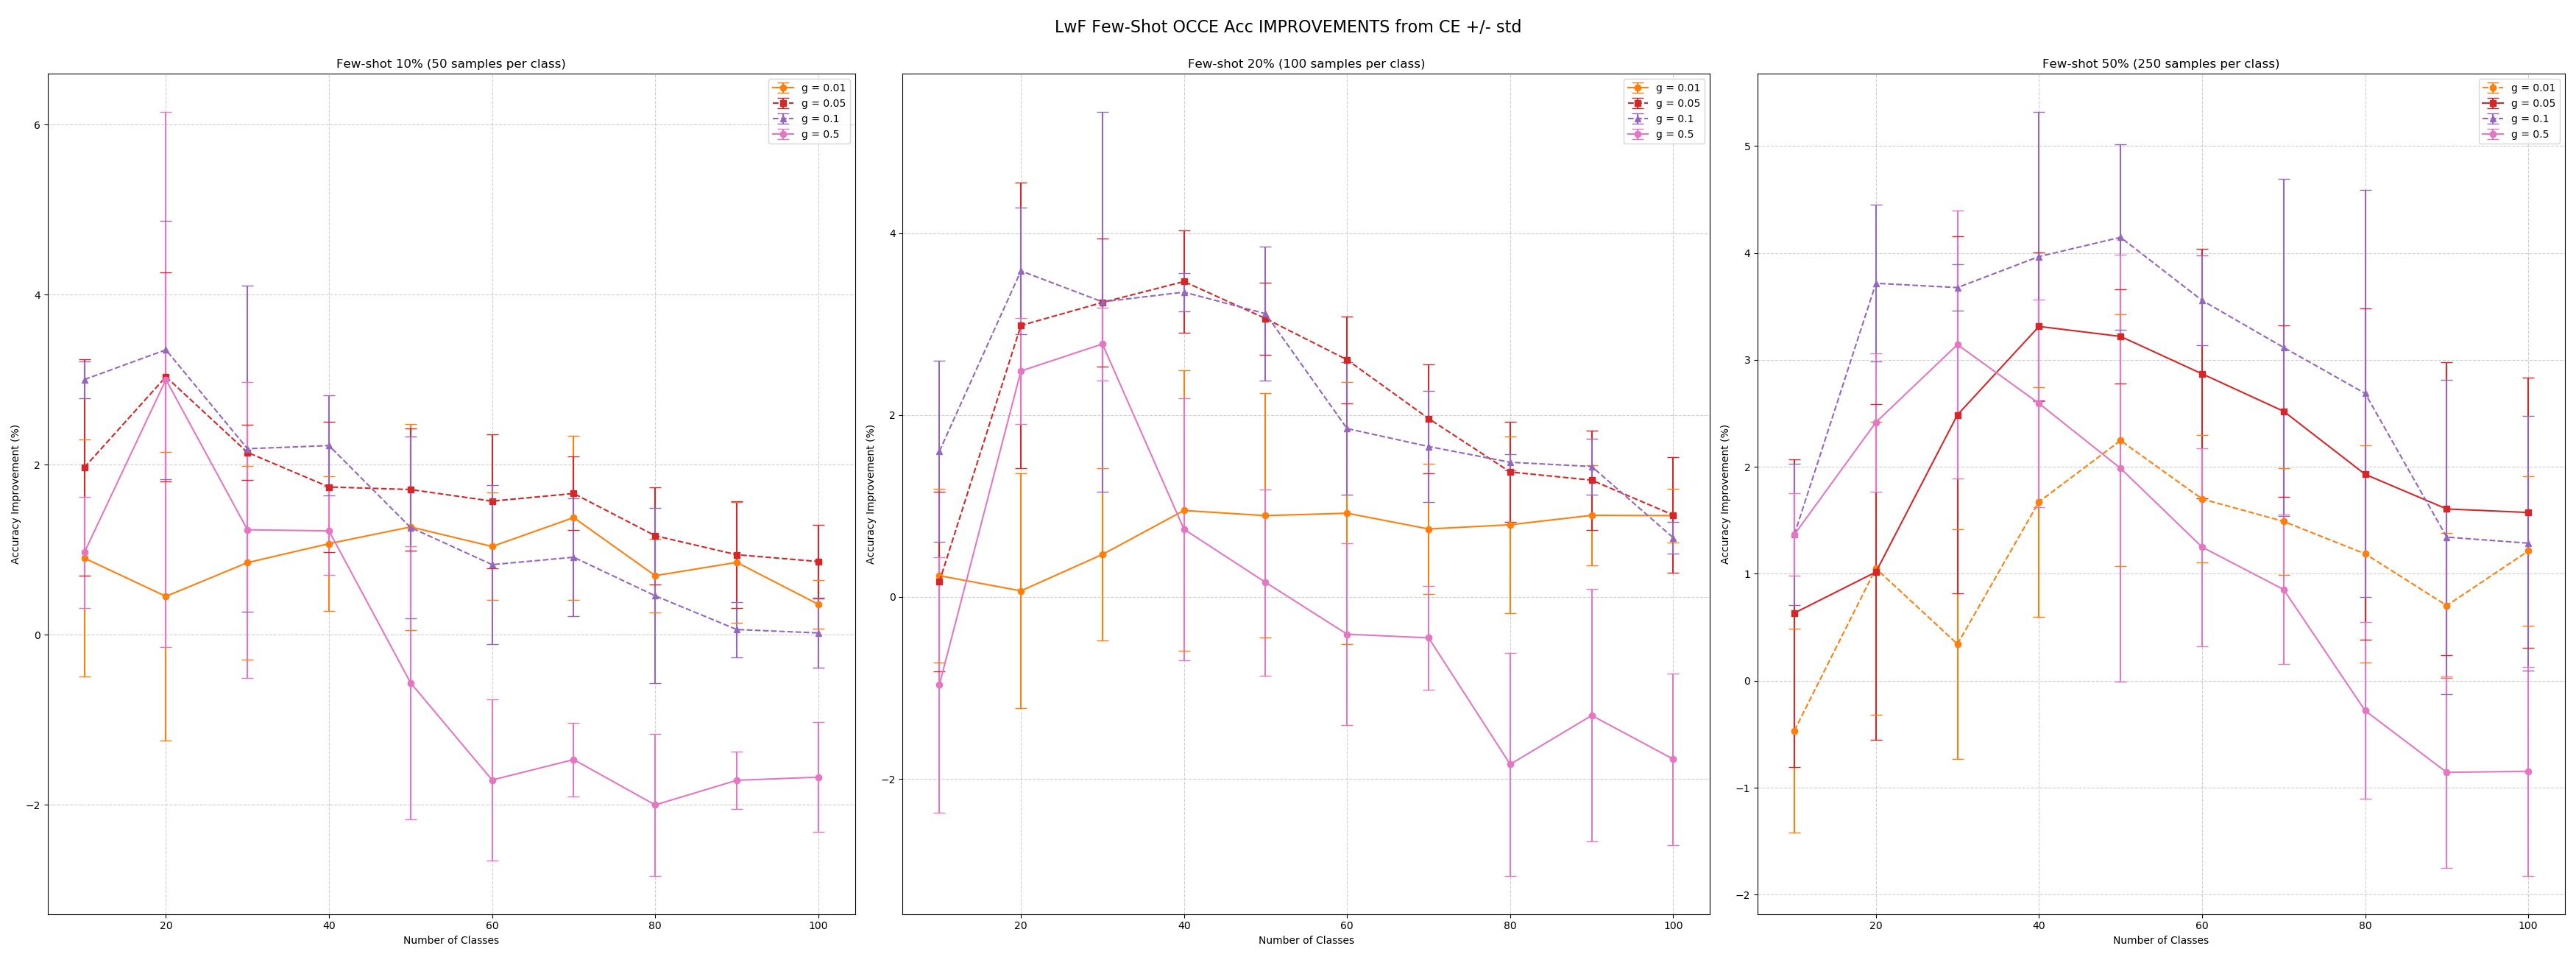 LwF Few-Shot OCCE Acc IMPROVEMENTS from CE +/- std
Few-shot 10% (50 samples per class)
g = 0.01
g = 0.05
g = 0.1
g = 0.5
6
4
2
0
−2
Accuracy Improvement (%)
20
40
60
80
100
Number of Classes
Few-shot 20% (100 samples per class)
g = 0.01
g = 0.05
g = 0.1
g = 0.5
4
2
0
−2
Accuracy Improvement (%)
20
40
60
80
100
Number of Classes
Few-shot 50% (250 samples per class)
g = 0.01
g = 0.05
g = 0.1
g = 0.5
5
4
3
2
1
0
−1
−2
Accuracy Improvement (%)
20
40
60
80
100
Number of Classes